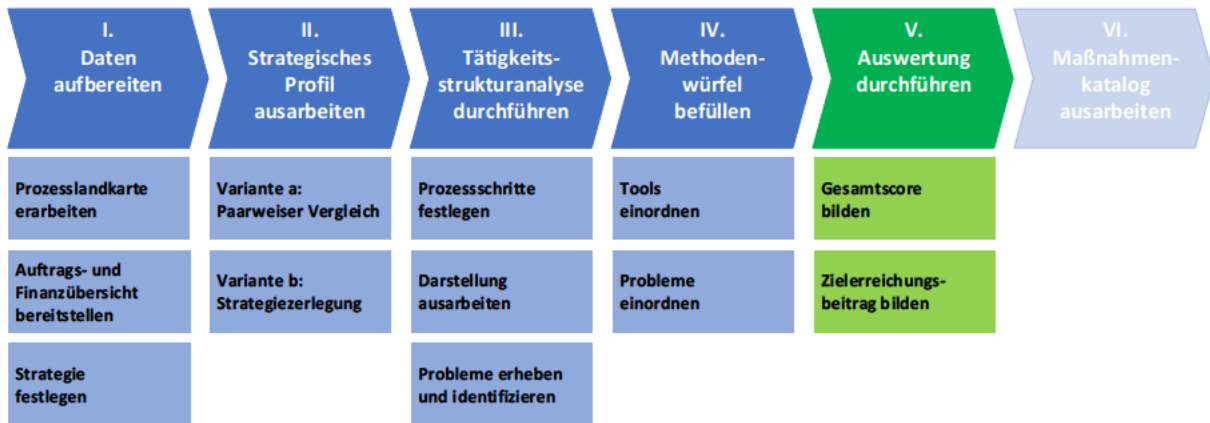 I.
Daten
aufbereiten
II.
Strategisches
Profil
ausarbeiten
III.
Tätigkeits-
strukturanalyse
durchführen
IV.
Methoden-
würfel
befüllen
V.
Auswertung
durchführen
VI.
Maßnahmen-
katalog
ausarbeiten
Prozesslandkarte
erarbeiten
Auftrags- und
Finanzübersicht
bereitstellen
Strategie
festlegen
Variante a:
Paarweiser Vergleich
Variante b:
Strategiezerlegung
Prozessschritte
festlegen
Darstellung
ausarbeiten
Probleme erheben
und identifizieren
Tools
einordnen
Probleme
einordnen
Gesamtscore
bilden
Zielerreichungs-
beitrag bilden